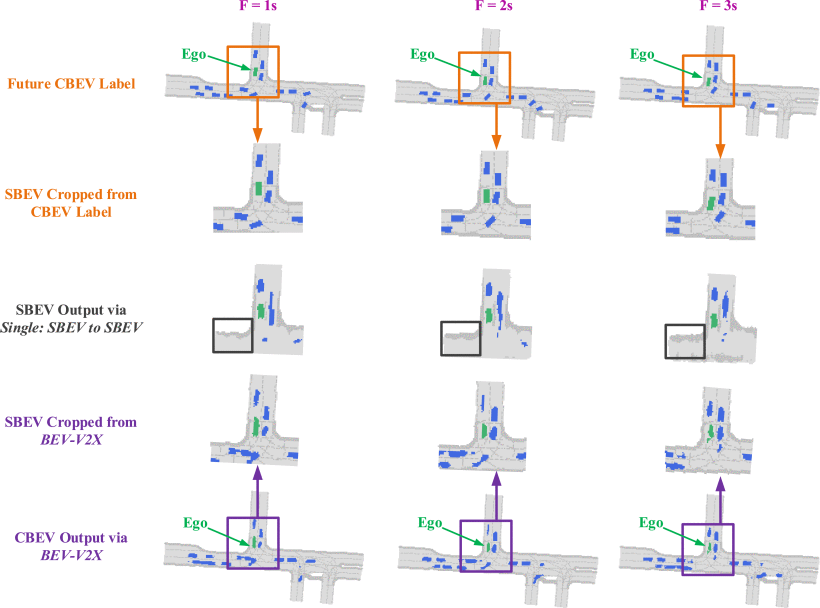 F = 1s
F = 2s
F = 3s
Ego
Ego
Ego
Future CBEV Label
SBEV Cropped from
CBEV Label
SBEV Output via
Single: SBEV to SBEV
SBEV Cropped from
BEV-V2X
Ego
Ego
Ego
CBEV Output via
BEV-V2X